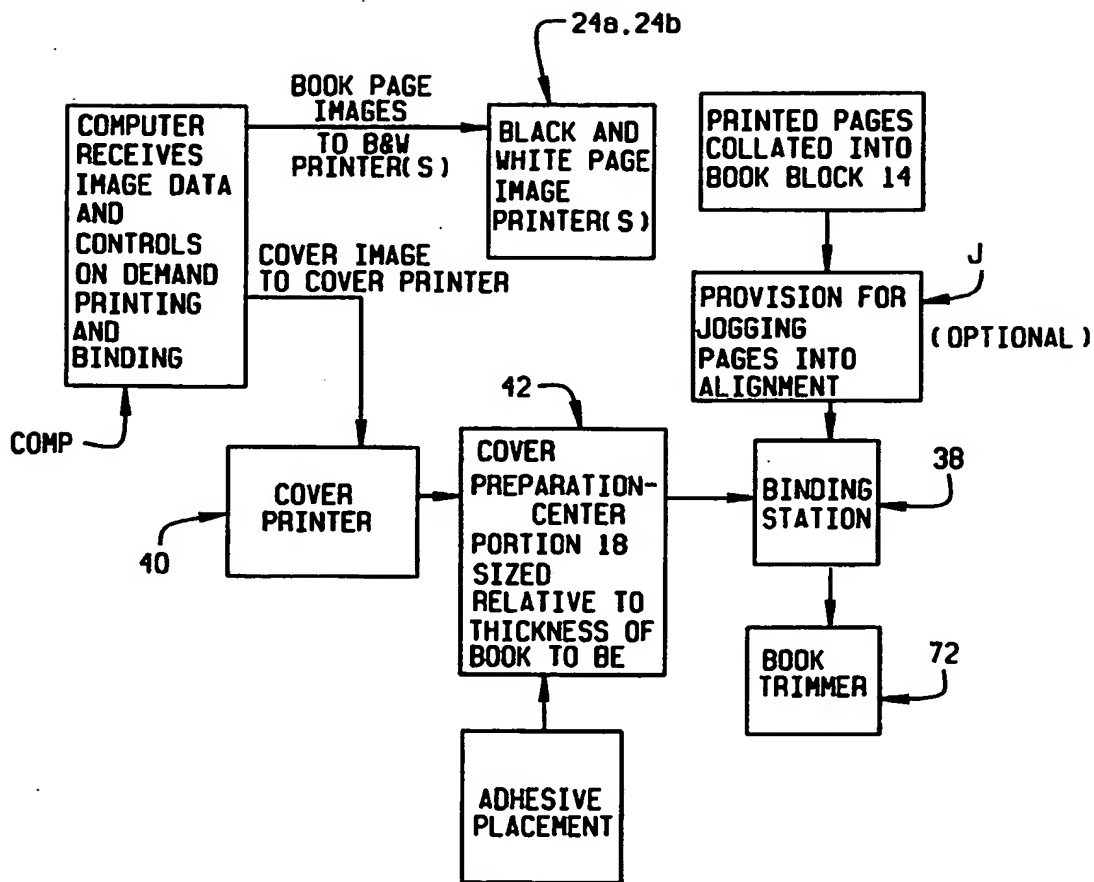 24a,24b
BOOK PAGE
IMAGES
TO B&W
PRINTER(S)
COMPUTER
RECEIVES
IMAGE DATA
AND
CONTROLS
ON DEMAND
PRINTING
AND
BINDING
BLACK AND
WHITE PAGE
IMAGE
PRINTER(S)
PRINTED PAGES
COLLATED INTO
BOOK BLOCK 14
COVER IMAGE
TO COVER PRINTER
J
PROVISION FOR
JOGGING
PAGES INTO
ALIGNMENT
(OPTIONAL)
COMP
42
COVER
PRINTER
40
COVER
PREPARATION-
CENTER
PORTION 18
SIZED
RELATIVE TO
THICKNESS OF
BOOK TO BE
38
BINDING
STATION
BOOK
TRIMMER
72
ADHESIVE
PLACEMENT